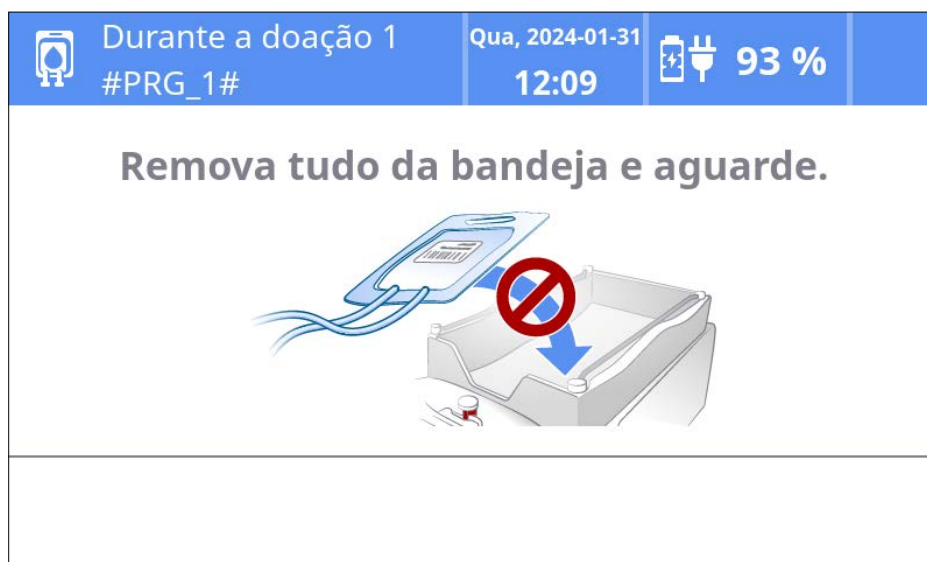 Durante a doação 1
#PRG_1#
Qua, 2024-01-31
12:09
93 %
Remova tudo da bandeja e aguarde.